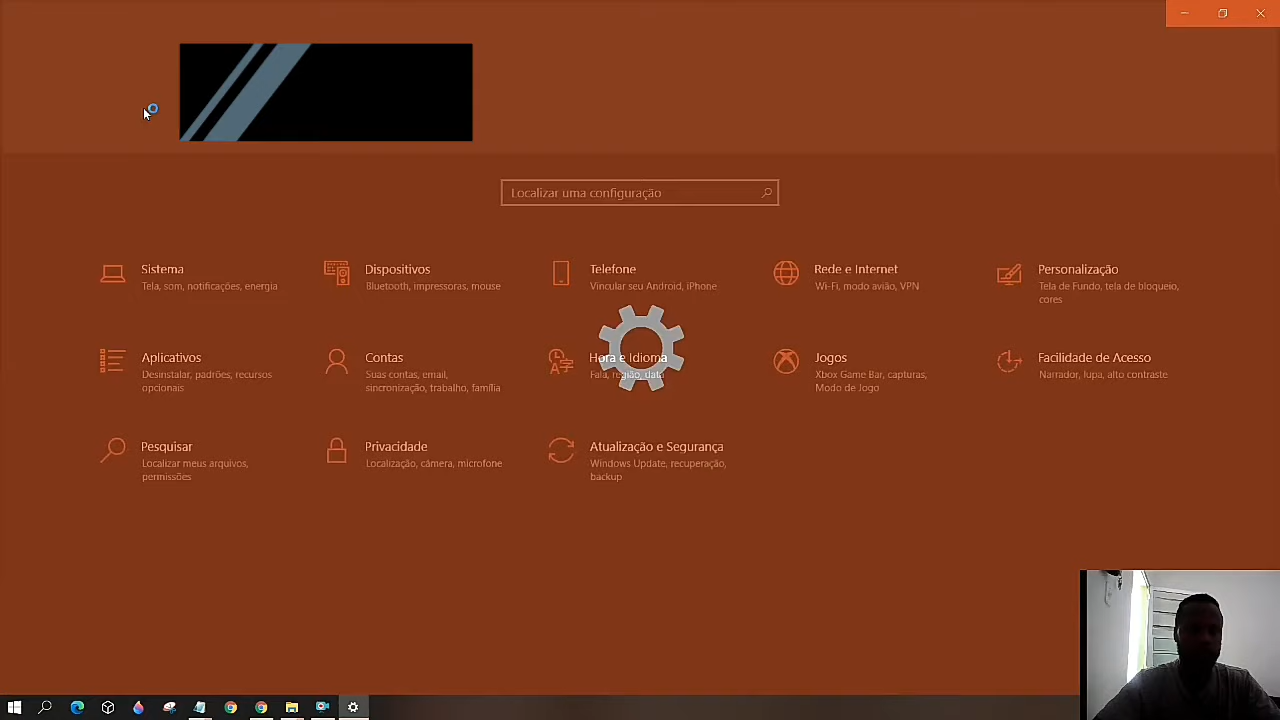 Localizar uma configuração
Sistema
Tela, som, notificações, energia
Dispositivos
Bluetooth, impressoras, mouse
Telefone
Vincular seu Android, iPhone
Rede e Internet
Wi-Fi, modo avião, VPN
Personalização
Tela de Fundo, tela de bloqueio,
cores
Aplicativos
Desinstalar, padrões, recursos
opcionais
Contas
Suas contas, email,
sincronização, trabalho, família
Hora e Idioma
Fala, região, data
Jogos
Xbox Game Bar, capturas,
Modo de Jogo
Facilidade de Acesso
Narrador, lupa, alto contraste
Pesquisar
Localizar meus arquivos,
permissões
Privacidade
Localização, câmera, microfone
Atualização e Segurança
Windows Update, recuperação,
backup